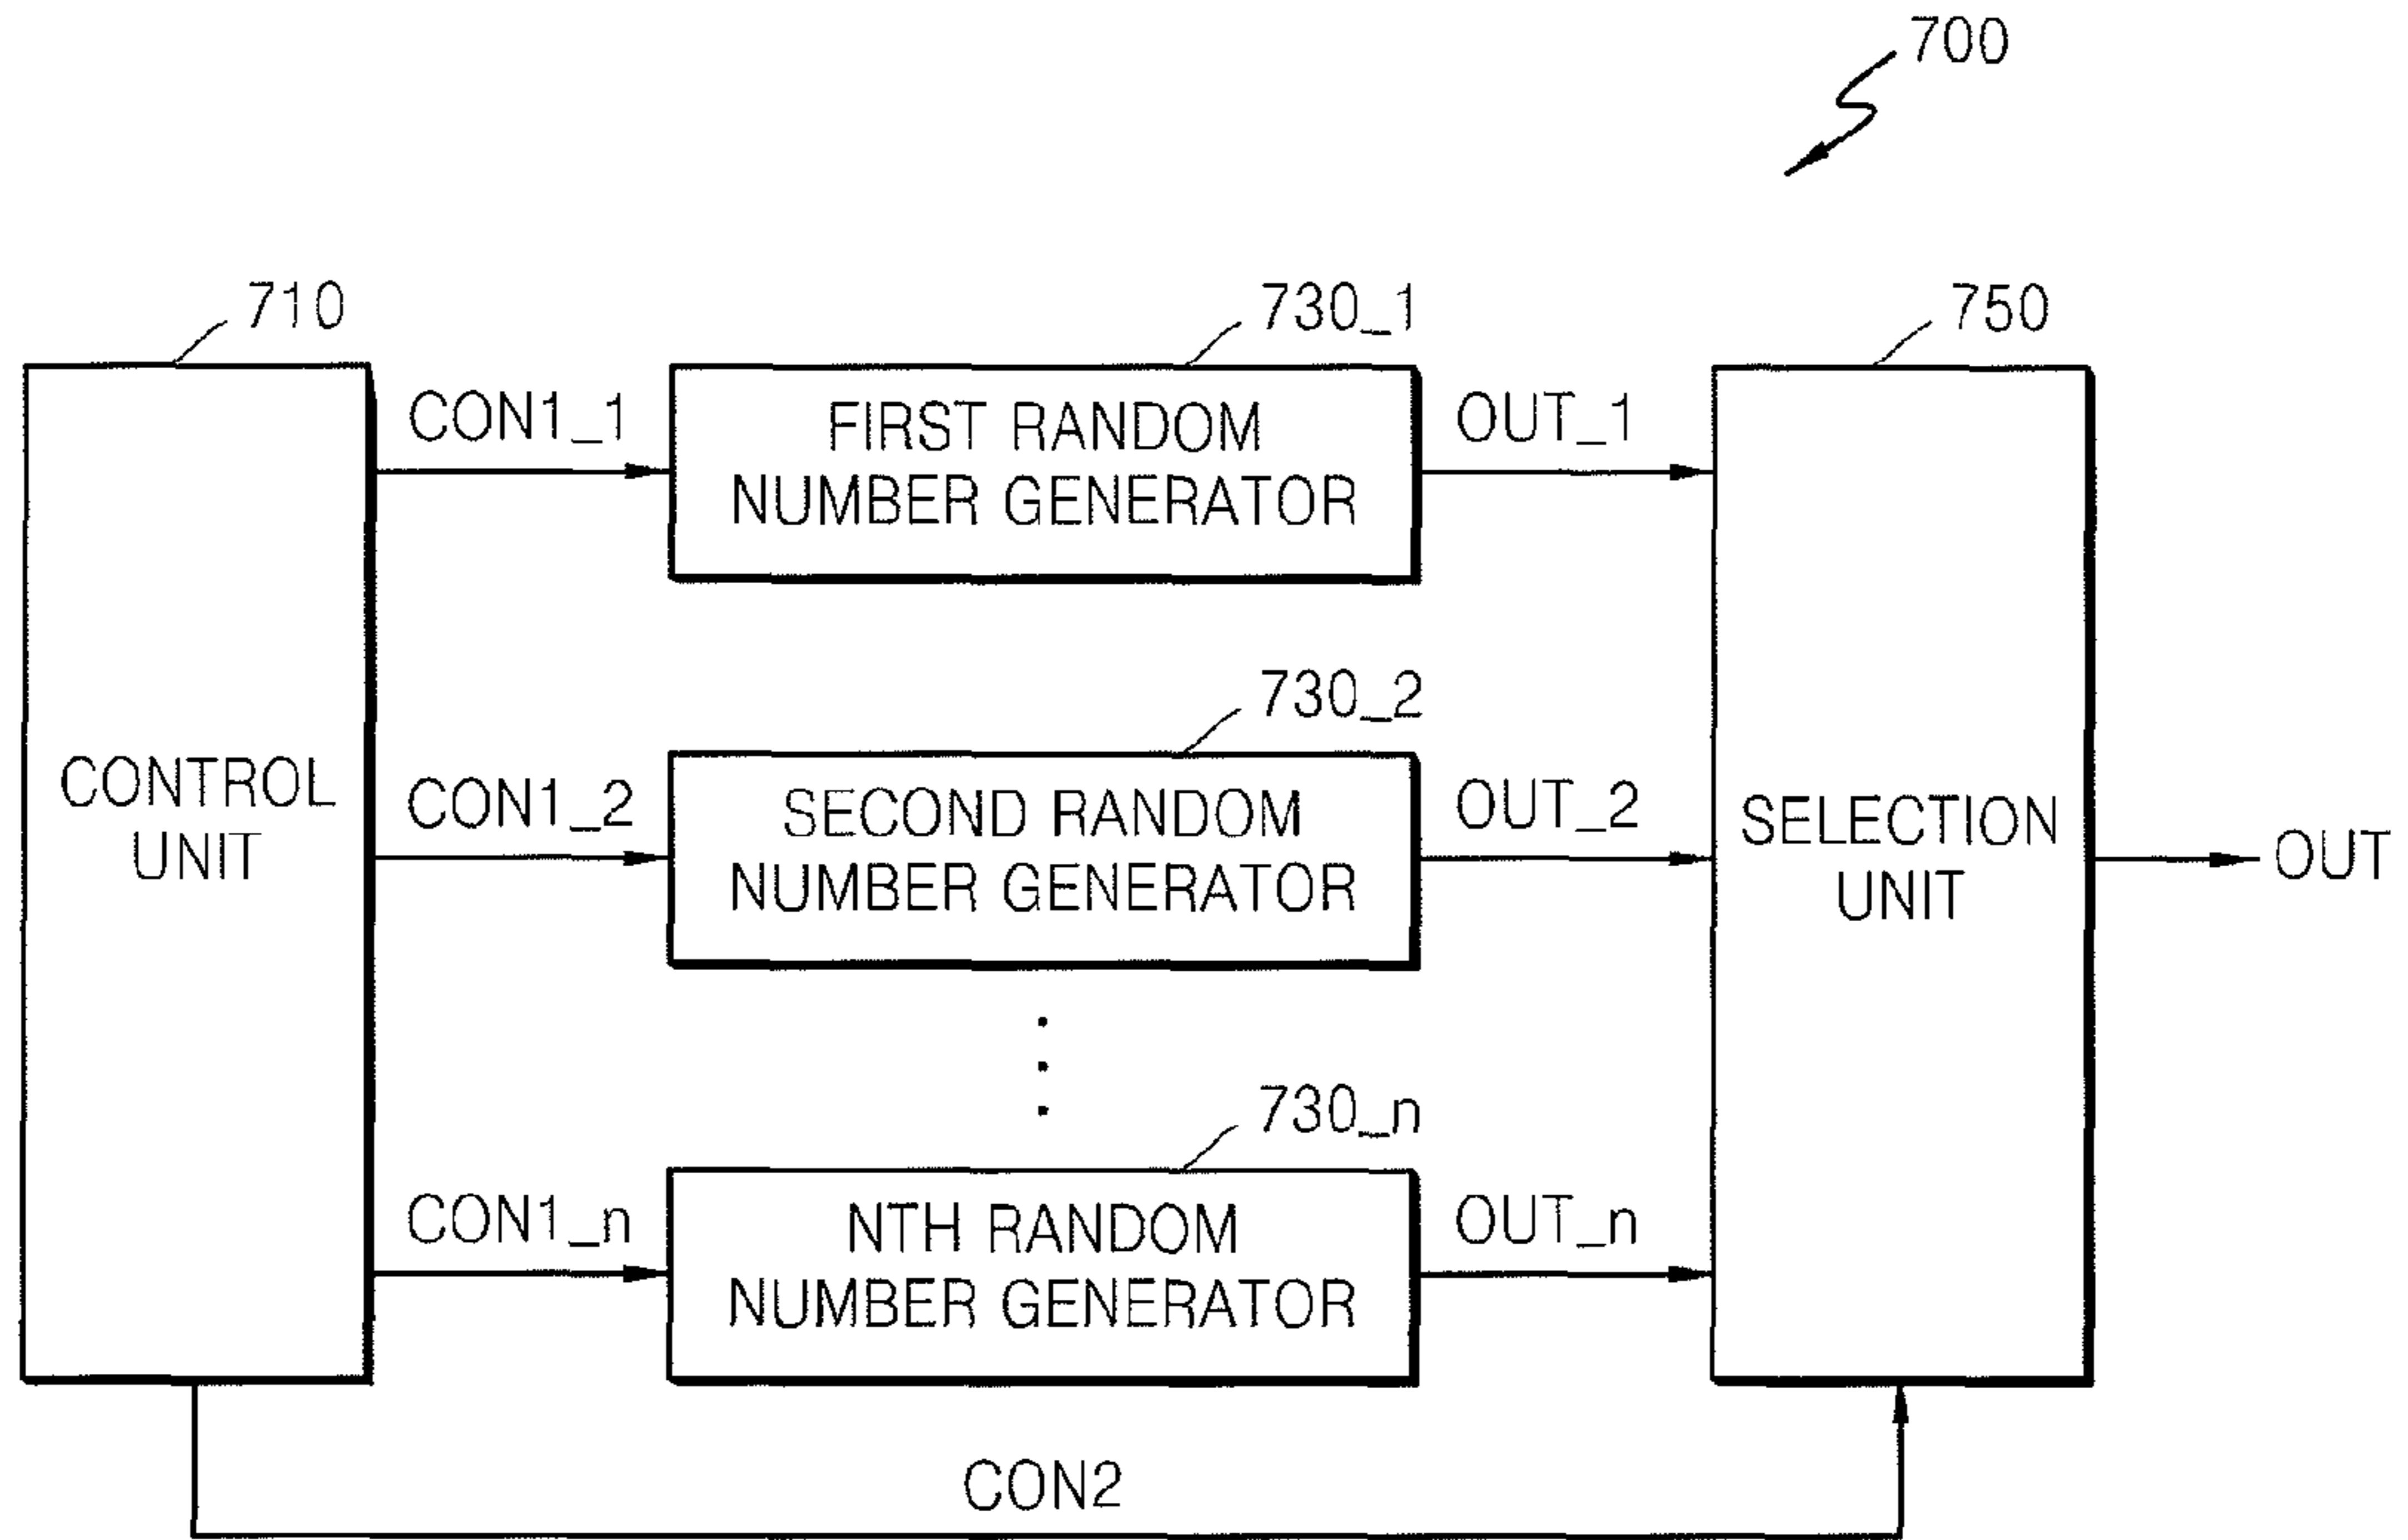 700
710
730_1
750
CON1_1
FIRST RANDOM
NUMBER GENERATOR
OUT_1
730_2
CONTROL
UNIT
CON1_2
SECOND RANDOM
NUMBER GENERATOR
OUT_2
SELECTION
UNIT
OUT
730_n
CON1_n
NTH RANDOM
NUMBER GENERATOR
OUT_n
CON2